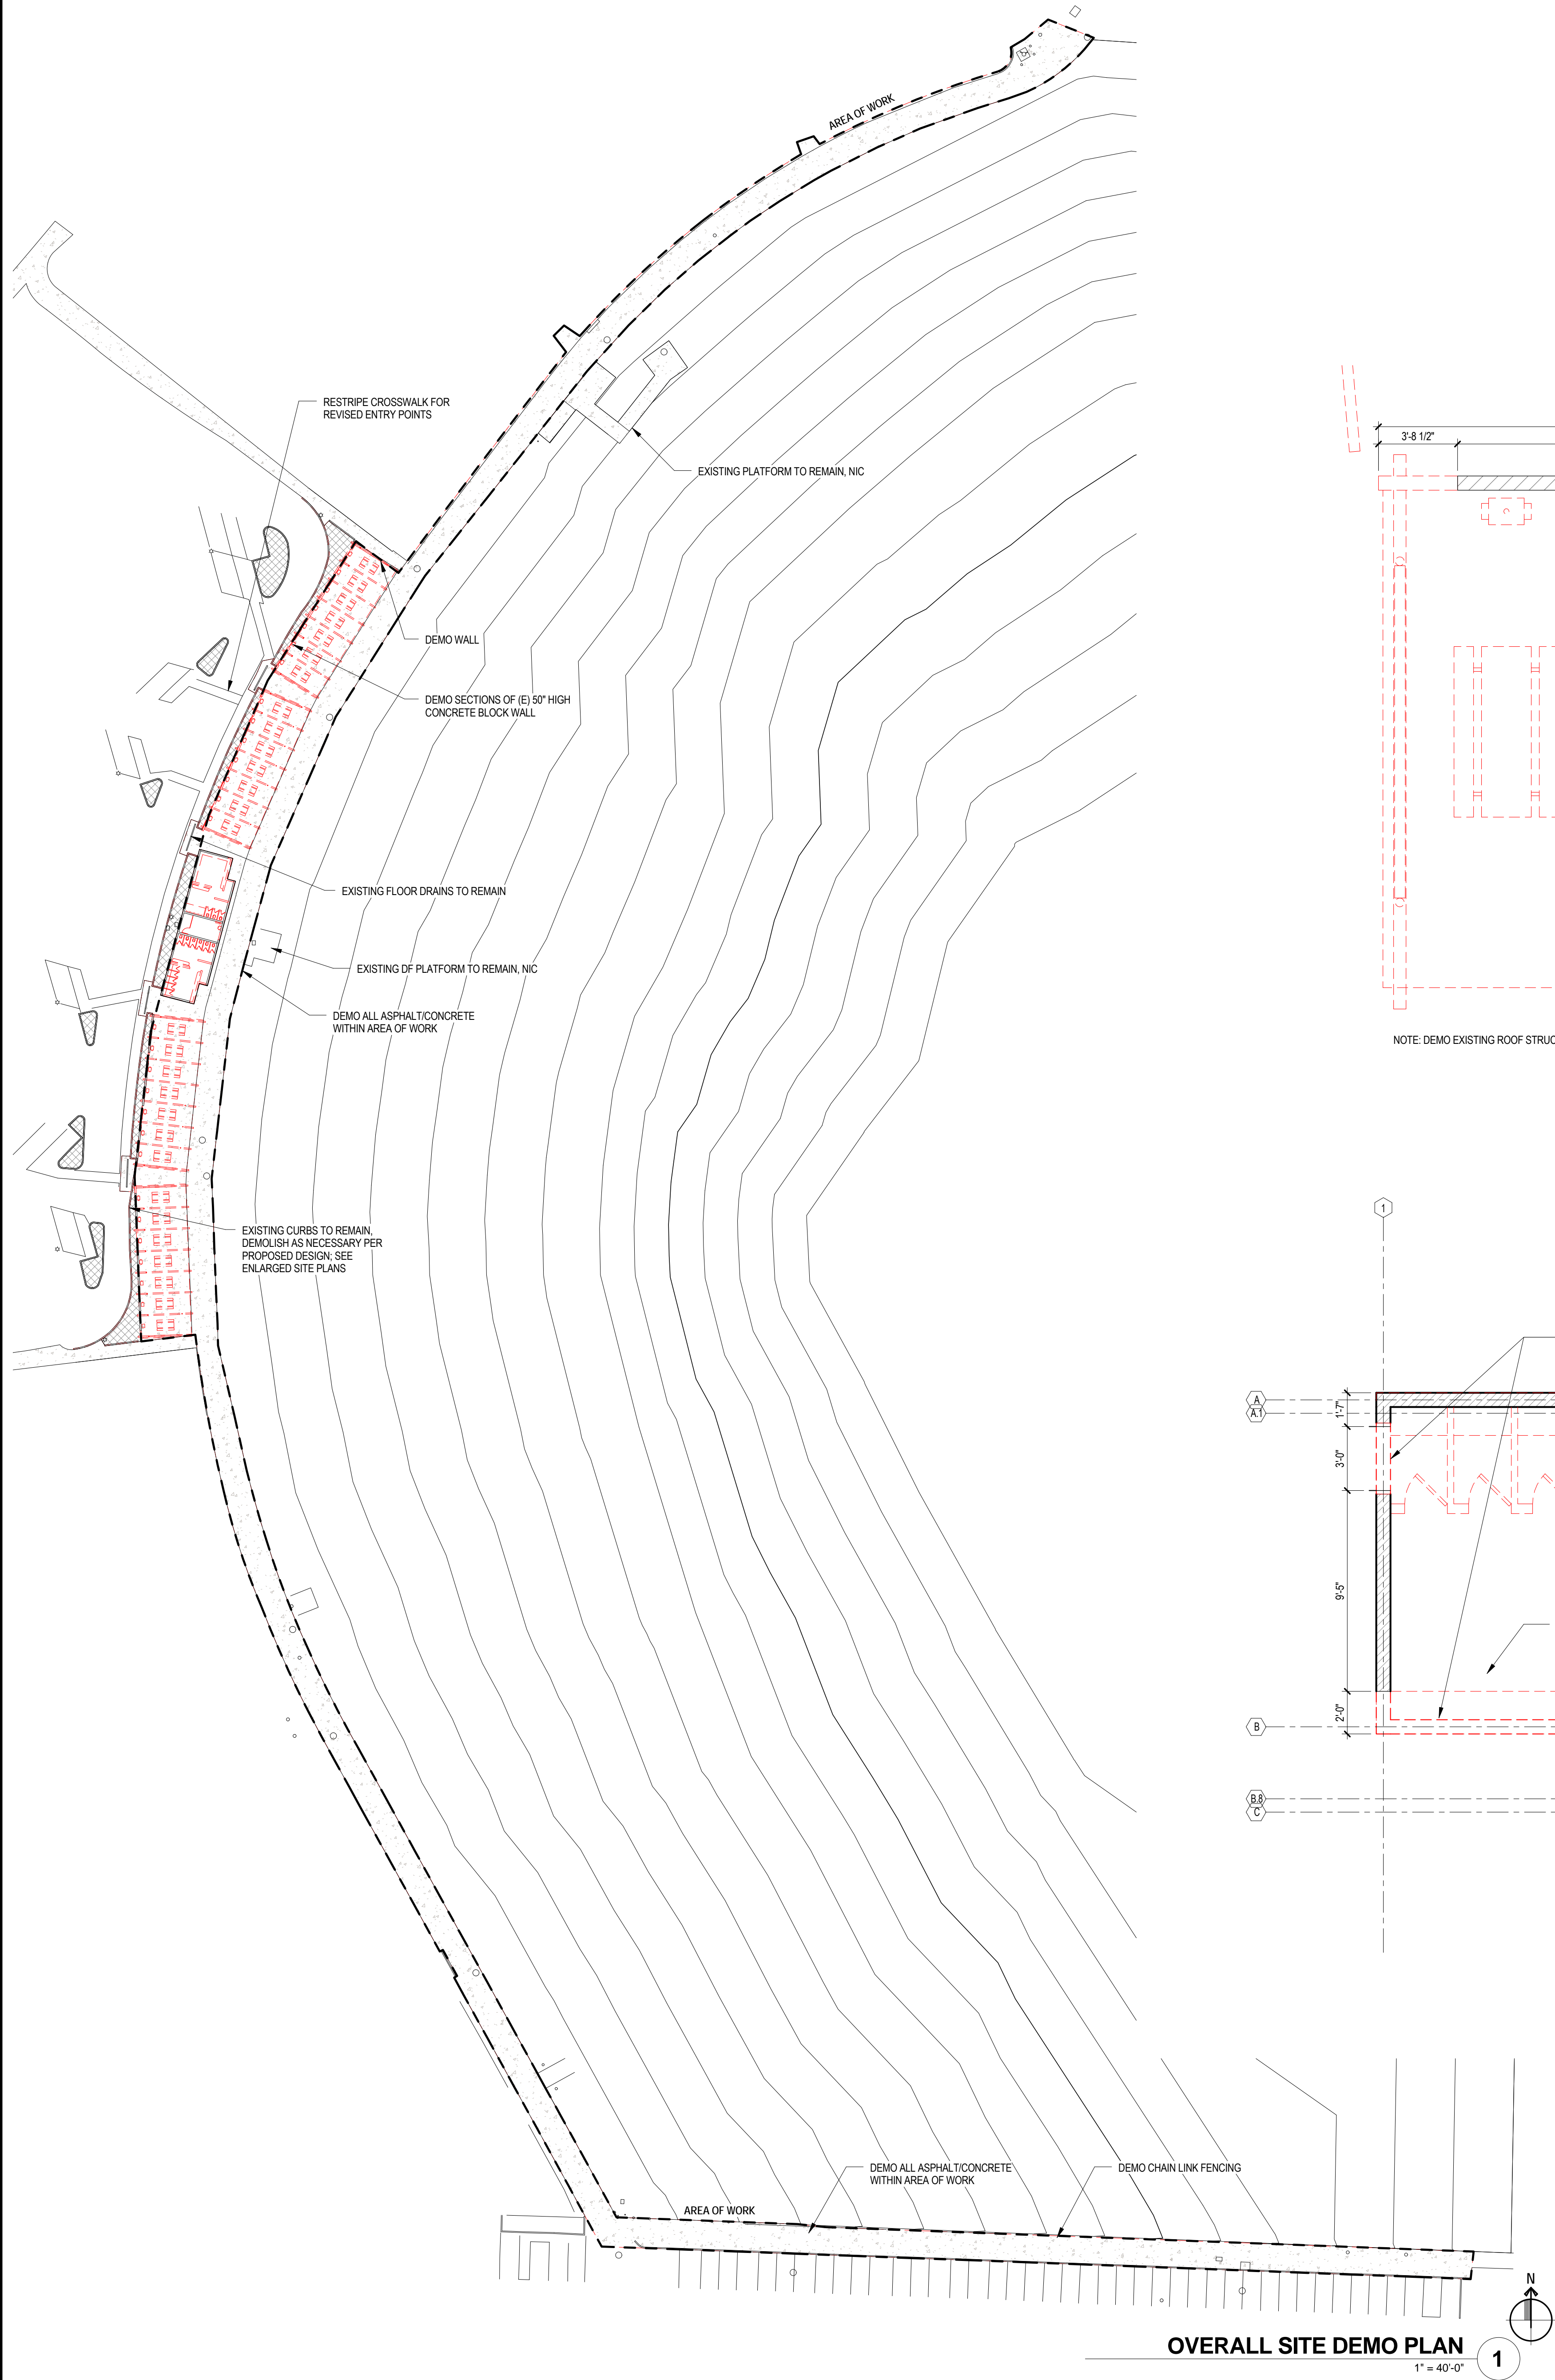 AREA OF WORK
RESTRIPE CROSSWALK FOR
REVISED ENTRY POINTS
EXISTING PLATFORM TO REMAIN, NIC
DEMO WALL
DEMO SECTIONS OF (E) 50" HIGH
CONCRETE BLOCK WALL
EXISTING FLOOR DRAINS TO REMAIN
EXISTING DF PLATFORM TO REMAIN, NIC
DEMO ALL ASPHALT/CONCRETE
WITHIN AREA OF WORK
EXISTING CURBS TO REMAIN,
DEMOLISH AS NECESSARY PER
PROPOSED DESIGN; SEE
ENLARGED SITE PLANS
3'-8 1/2"
NOTE: DEMO EXISTING ROOF STRUC
1
A
A.1
1'-7"
3'-0"
9'-5"
2'-0"
B
B.8
C
DEMO ALL ASPHALT/CONCRETE
WITHIN AREA OF WORK
DEMO CHAIN LINK FENCING
AREA OF WORK
N
OVERALL SITE DEMO PLAN
1
1" = 40'-0"